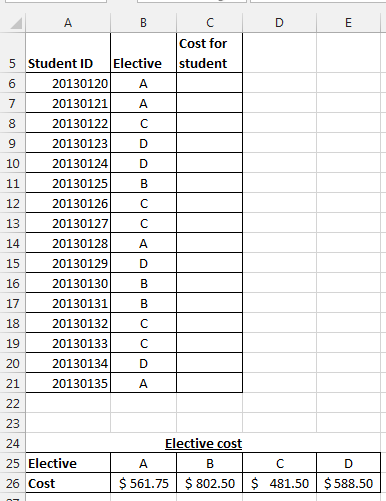 A B C D E
5 Student ID Elective Cost for student
6 20130120 A
7 20130121 A
8 20130122 C
9 20130123 D
10 20130124 D
11 20130125 B
12 20130126 C
13 20130127 C
14 20130128 A
15 20130129 D
16 20130130 B
17 20130131 B
18 20130132 C
19 20130133 C
20 20130134 D
21 20130135 A
22
23
24 Elective cost
25 Elective A B C D
26 Cost $ 561.75 $ 802.50 $ 481.50 $ 588.50